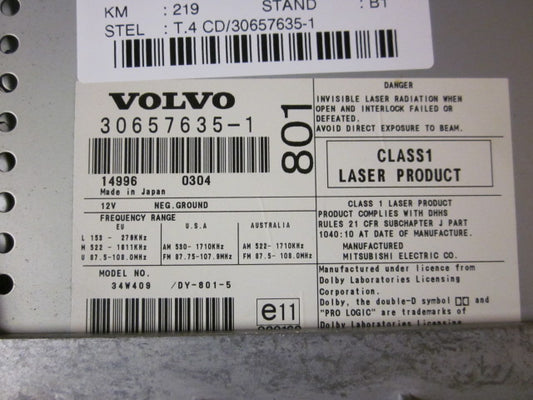 KM : 219 STAND : B1
STEL : T.4 CD/30657635-1
VOLVO
30657635-1
14996 0304
Made in Japan
801
12V NEG.GROUND
FREQUENCY RANGE
EU U.S.A AUSTRALIA
L 153 - 279KHz
M 522 - 1611KHz AM 530- 1710KHz AM 522- 1710KHz
U 87.5-108.0MHz FM 87.75-107.9MHz FM 87.5- 108.0MHz
MODEL NO.
34W409 /DY-801-5
e11
DANGER
INVISIBLE LASER RADIATION WHEN
OPEN AND INTERLOCK FAILED OR
DEFEATED.
AVOID DIRECT EXPOSURE TO BEAM.
CLASS1
LASER PRODUCT
CLASS 1 LASER PRODUCT
PRODUCT COMPLIES WITH DHHS
RULES 21 CFR SUBCHAPTER J PART
1040:10 AT DATE OF MANUFACTURE.
MANUFACTURED
MITSUBISHI ELECTRIC CO.
Manufactured under licence from
Dolby Laboratories Licensing
Corporation.
Dolby, the double-D symbol and
"PRO LOGIC" are trademarks of
Dolby Laboratories Licensing